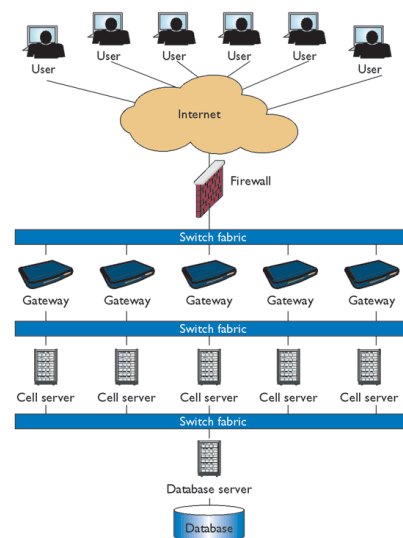 User User User User User User
Internet
Firewall
Switch fabric
Gateway Gateway Gateway Gateway Gateway
Switch fabric
Cell server Cell server Cell server Cell server Cell server
Switch fabric
Database server
Database